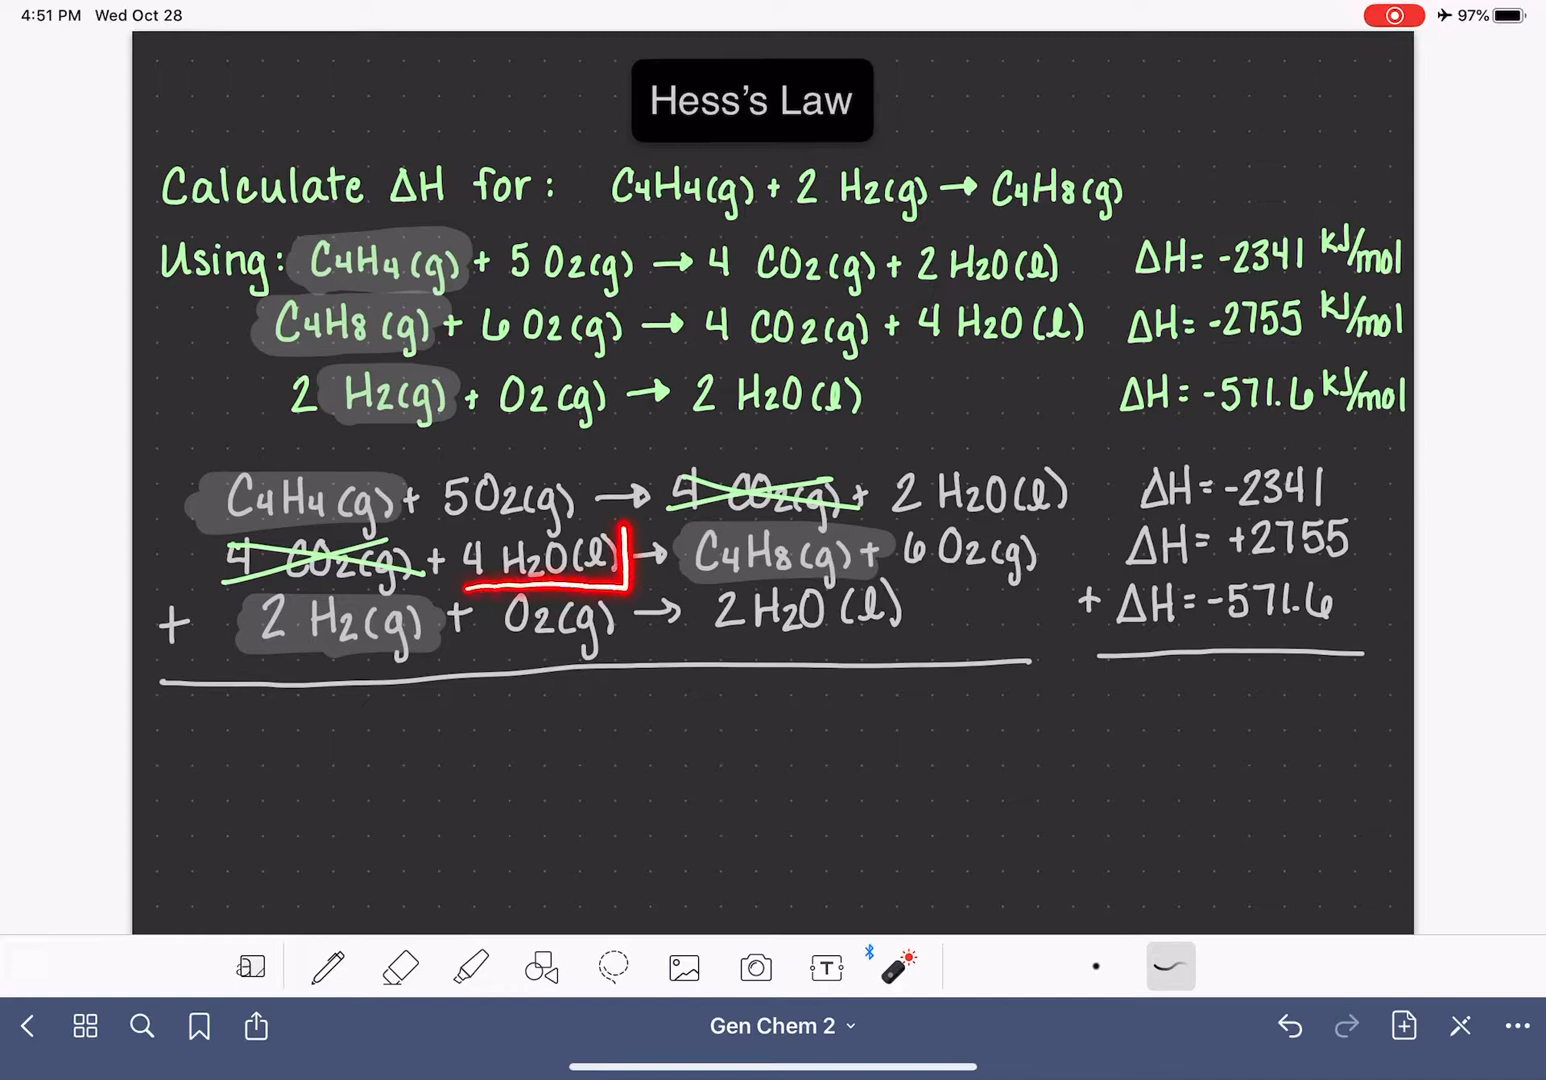 4:51 PM Wed Oct 28 97%
Hess's Law
Calculate ΔH for: C4H4(g) + 2 H2(g) → C4H8(g)
Using: C4H4(g) + 5 O2(g) → 4 CO2(g) + 2 H2O(l) ΔH = -2341 kJ/mol
C4H8(g) + 6 O2(g) → 4 CO2(g) + 4 H2O(l) ΔH = -2755 kJ/mol
2 H2(g) + O2(g) → 2 H2O(l) ΔH = -571.6 kJ/mol
C4H4(g) + 5O2(g) → 4 CO2(g) + 2 H2O(l) ΔH = -2341
4 CO2(g) + 4 H2O(l) → C4H8(g) + 6 O2(g) ΔH = +2755
+ 2 H2(g) + O2(g) → 2 H2O(l) + ΔH = -571.6
T
Gen Chem 2